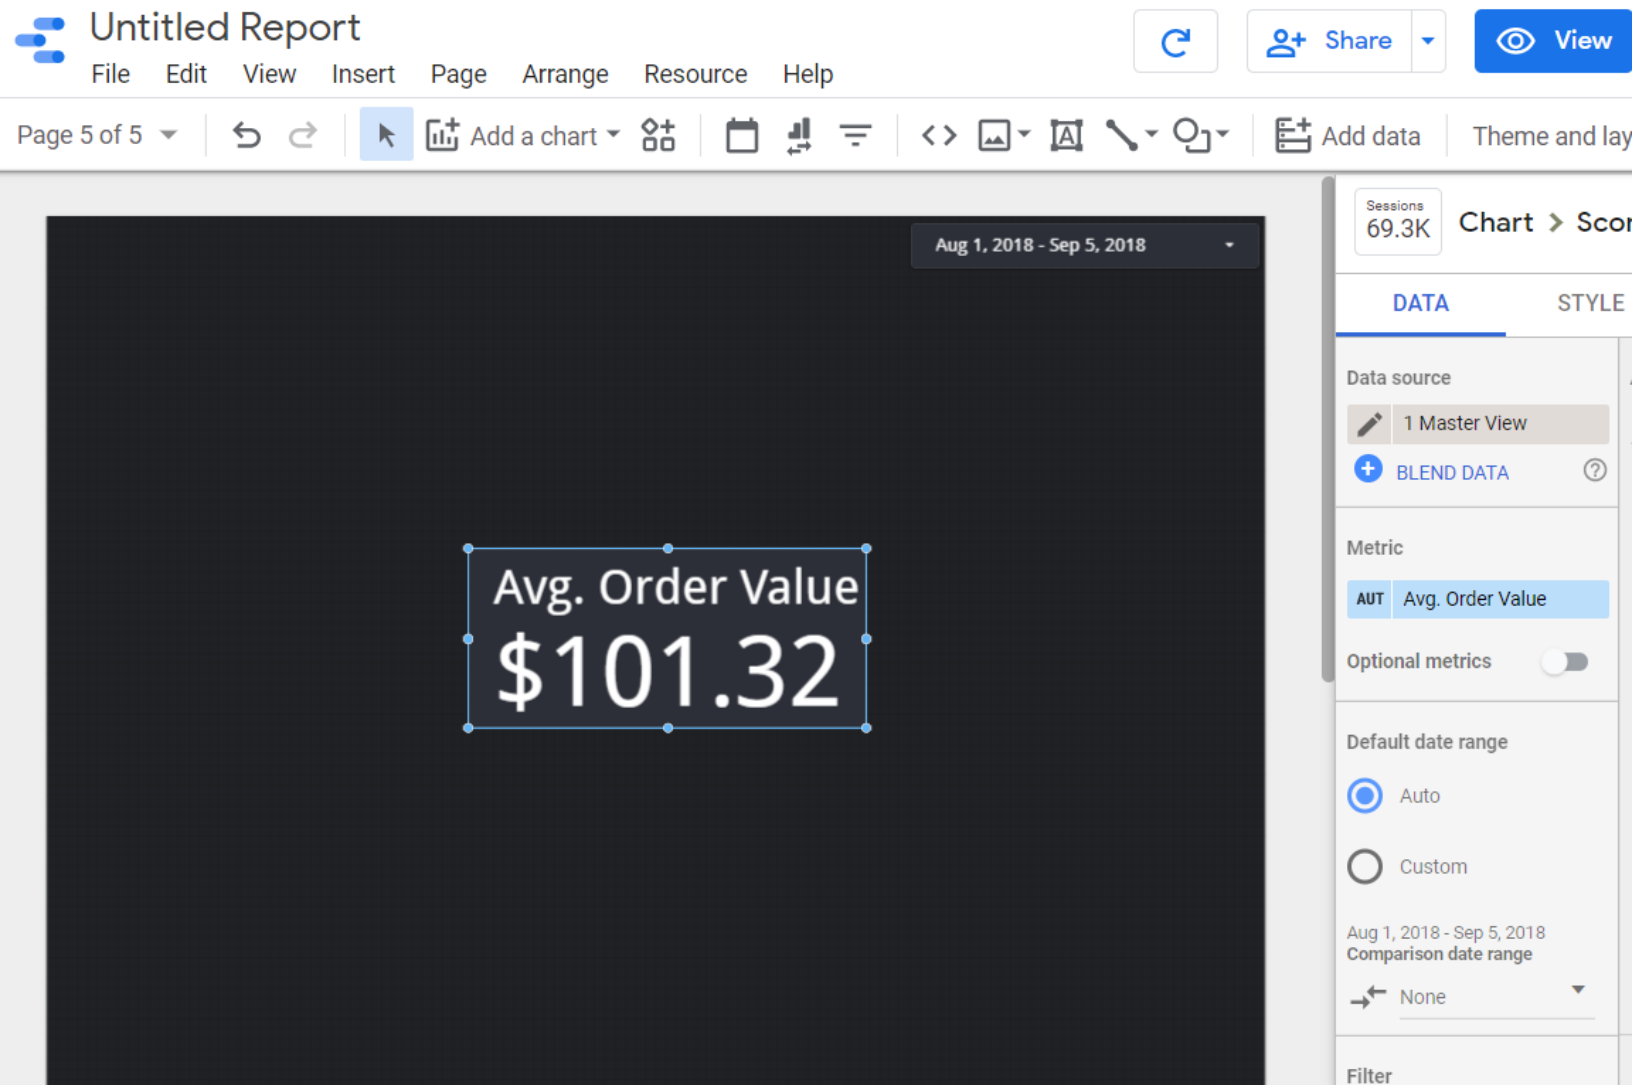 Untitled Report
File Edit View Insert Page Arrange Resource Help
Share
View
Page 5 of 5
Add a chart
A
Add data
Theme and lay
Aug 1, 2018 - Sep 5, 2018
Avg. Order Value
$101.32
Sessions
69.3K
Chart > Scor
DATA
STYLE
Data source
1 Master View
BLEND DATA
?
Metric
AUT Avg. Order Value
Optional metrics
Default date range
Auto
Custom
Aug 1, 2018 - Sep 5, 2018
Comparison date range
None
Filter